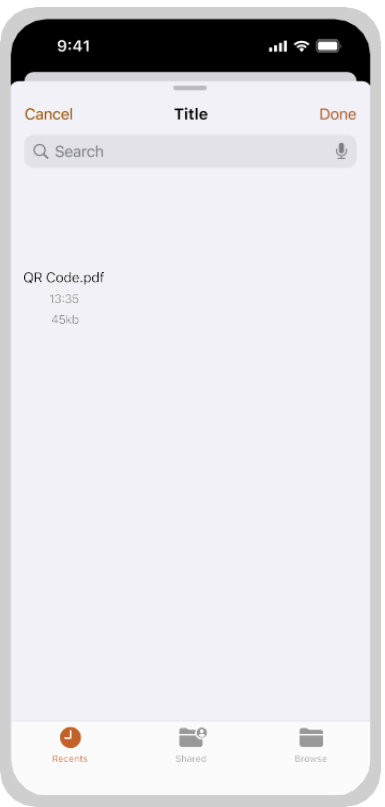 9:41
Cancel Title Done
Search
QR Code.pdf
13:35
45kb
Recents Shared Browse